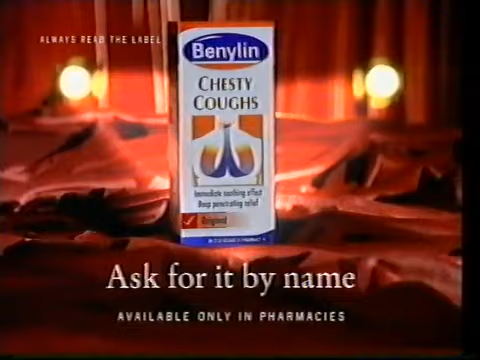 ALWAYS READ THE LABEL
Benylin
CHESTY
COUGHS
Immediate soothing effect
Deep penetrating relief
Original
Ask for it by name
AVAILABLE ONLY IN PHARMACIES